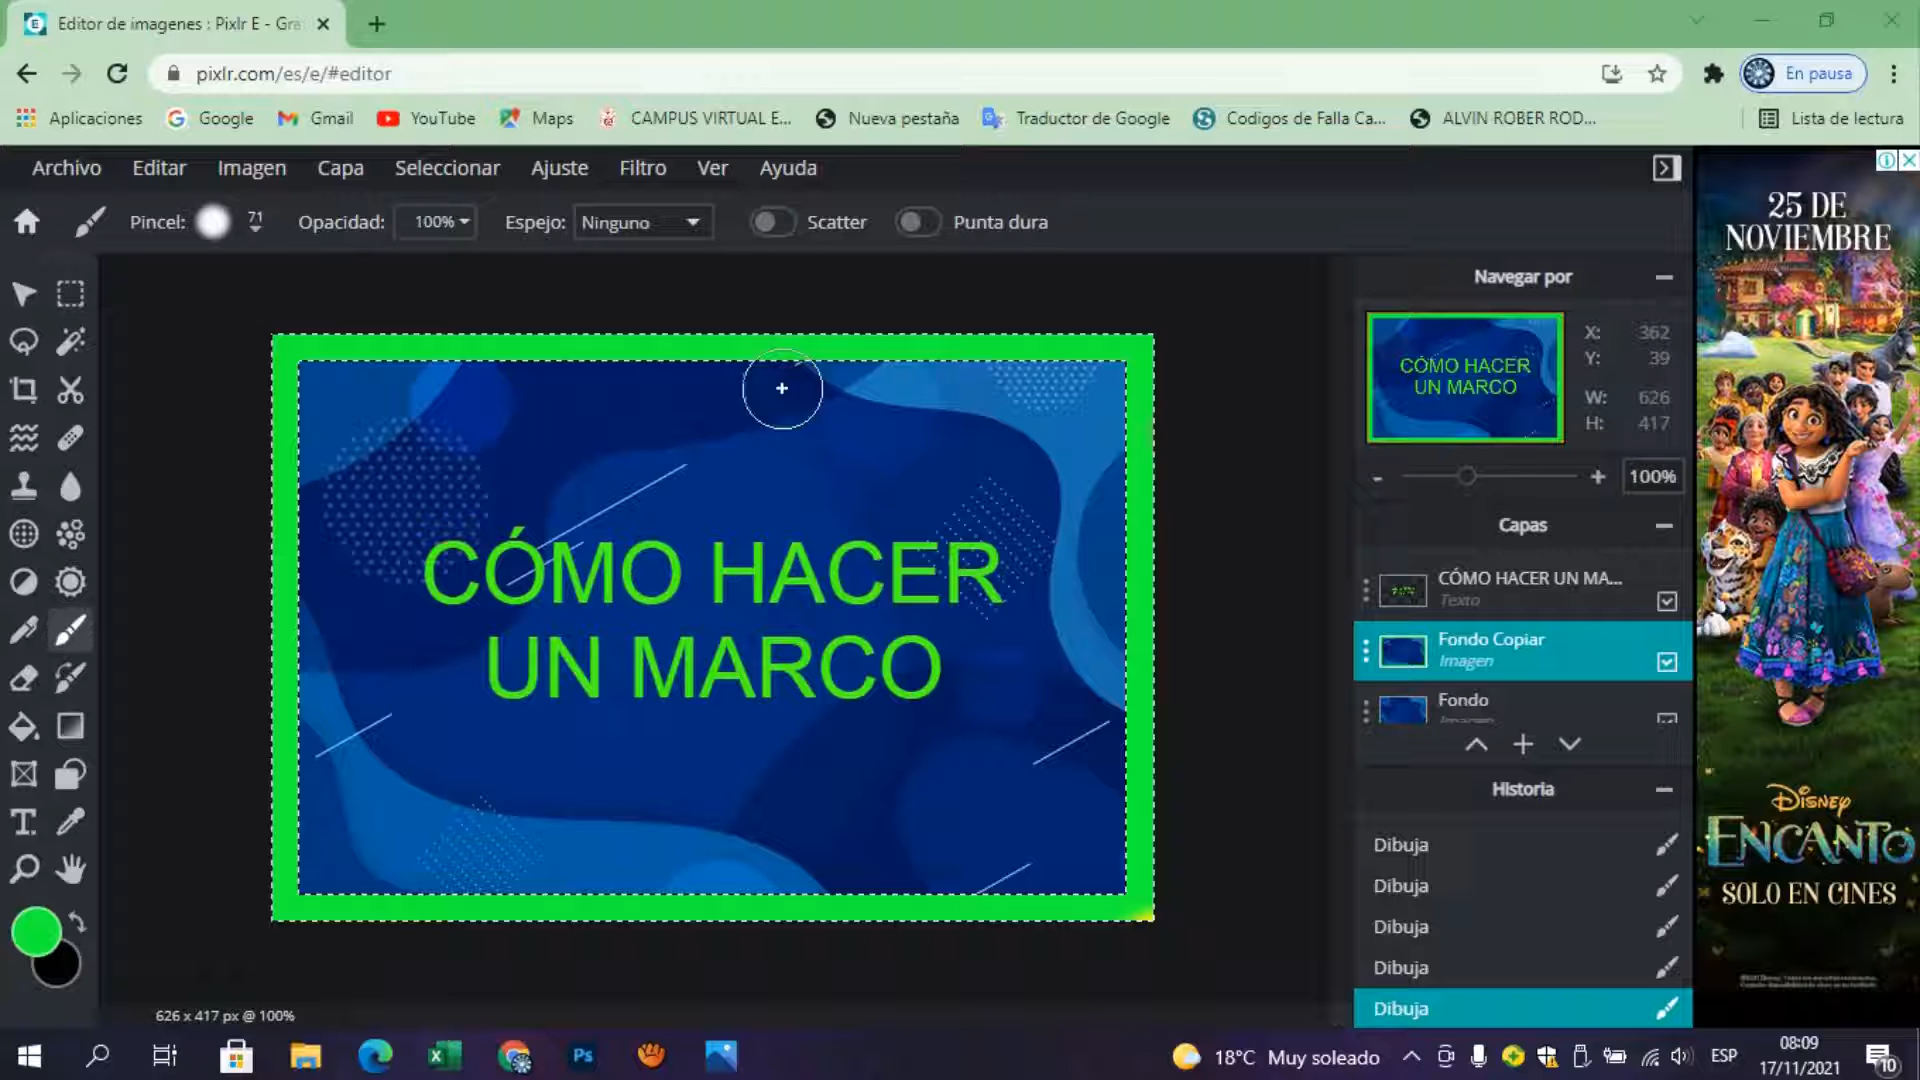 Editor de imagenes : Pixlr E - Gra
pixlr.com/es/e/#editor
En pausa
Aplicaciones
Google
Gmail
YouTube
Maps
CAMPUS VIRTUAL E...
Nueva pestaña
Traductor de Google
Codigos de Falla Ca...
ALVIN ROBER ROD...
Lista de lectura
Archivo
Editar
Imagen
Capa
Seleccionar
Ajuste
Filtro
Ver
Ayuda
Pincel:
71
Opacidad:
100%
Espejo:
Ninguno
Scatter
Punta dura
CÓMO HACER
UN MARCO
626 x 417 px @ 100%
Navegar por
CÓMO HACER
UN MARCO
X: 362
Y: 39
W: 626
H: 417
- + 100%
Capas
CÓMO HACER UN MA...
Texto
Fondo Copiar
Imagen
Fondo
Historia
Dibuja
Dibuja
Dibuja
Dibuja
Dibuja
25 DE
NOVIEMBRE
DISNEY
ENCANTO
SOLO EN CINES
Ps
18°C Muy soleado
ESP
08:09
17/11/2021
10